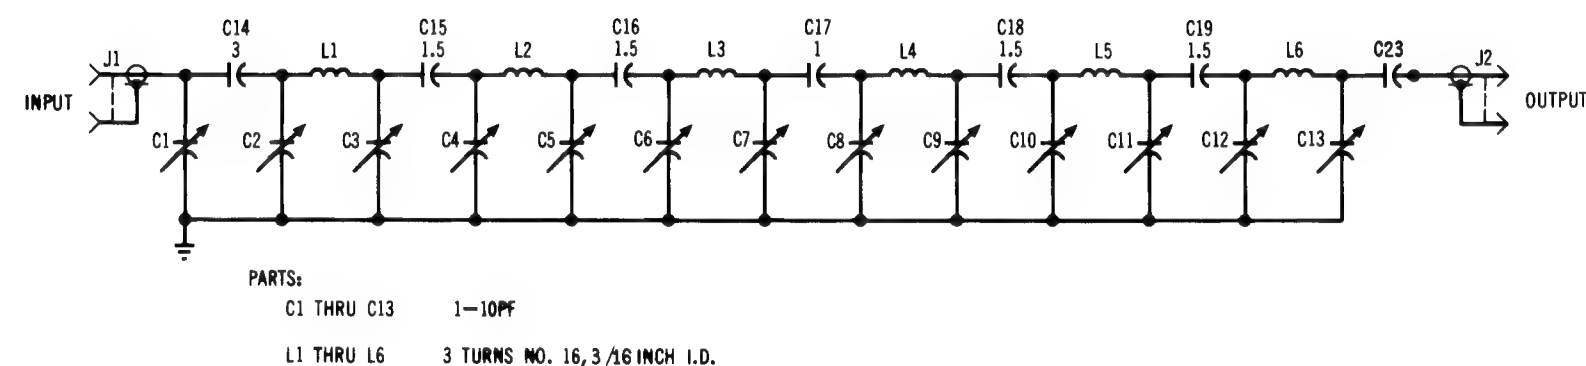 C14 C15 C16 C17 C18 C19
J1 3 L1 1.5 L2 1.5 L3 1 L4 1.5 L5 1.5 L6 C23 J2
INPUT OUTPUT
C1 C2 C3 C4 C5 C6 C7 C8 C9 C10 C11 C12 C13
PARTS:
C1 THRU C13 1-10PF
L1 THRU L6 3 TURNS NO. 16, 3/16 INCH I.D.